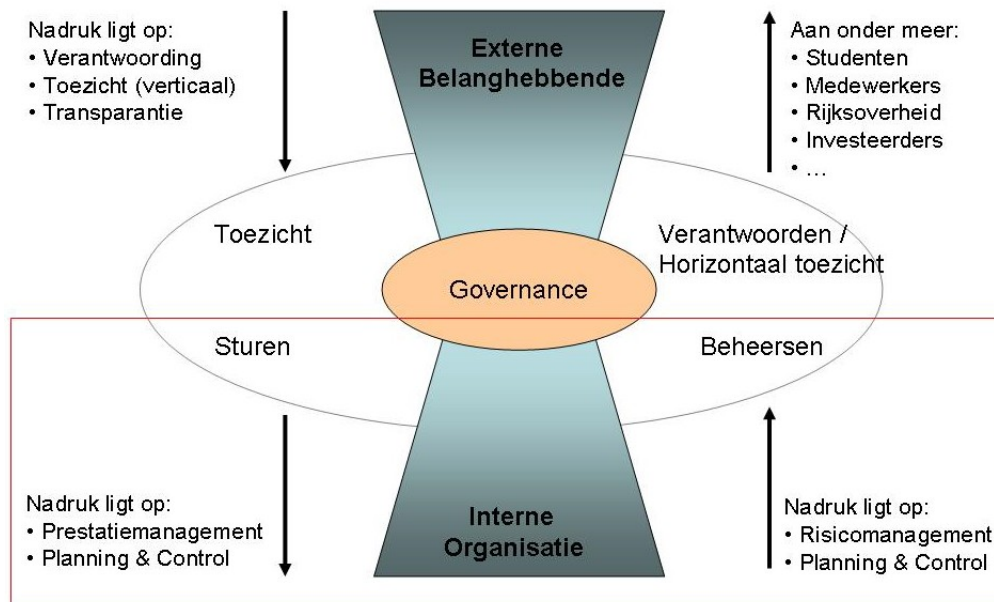 Nadruk ligt op:
• Verantwoording
• Toezicht (verticaal)
• Transparantie
Externe
Belanghebbende
Aan onder meer:
• Studenten
• Medewerkers
• Rijksoverheid
• Investeerders
• ...
Toezicht
Verantwoorden /
Horizontaal toezicht
Governance
Sturen
Beheersen
Nadruk ligt op:
• Prestatiemanagement
• Planning & Control
Interne
Organisatie
Nadruk ligt op:
• Risicomanagement
• Planning & Control